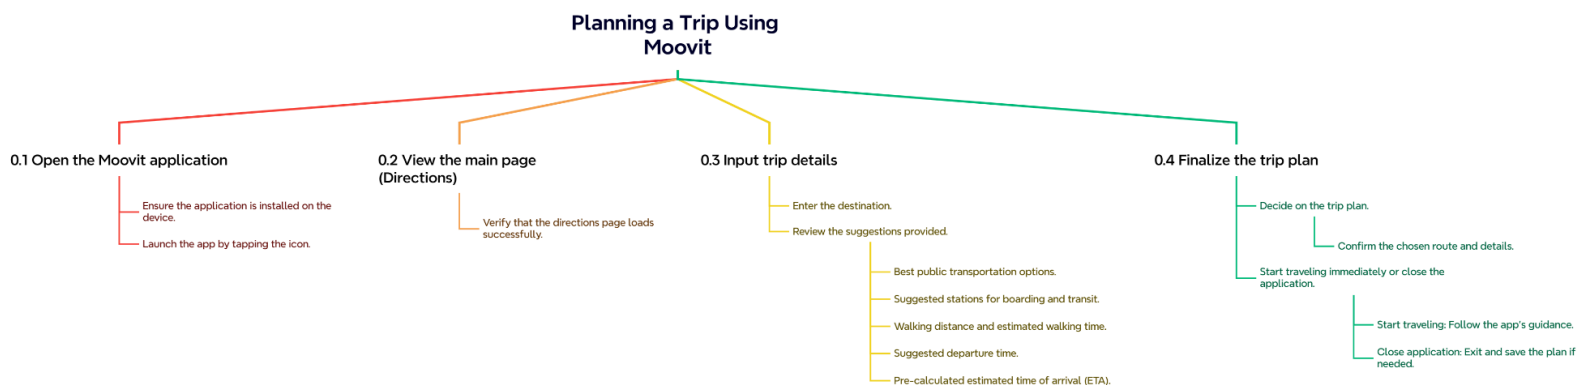 Planning a Trip Using
Moovit
0.1 Open the Moovit application
Ensure the application is installed on the
device.
Launch the app by tapping the icon.
0.2 View the main page
(Directions)
Verify that the directions page loads
successfully.
0.3 Input trip details
Enter the destination.
Review the suggestions provided.
Best public transportation options.
Suggested stations for boarding and transit.
Walking distance and estimated walking time.
Suggested departure time.
Pre-calculated estimated time of arrival (ETA).
0.4 Finalize the trip plan
Decide on the trip plan.
Confirm the chosen route and details.
Start traveling immediately or close the
application.
Start traveling: Follow the app's guidance.
Close application: Exit and save the plan if
needed.